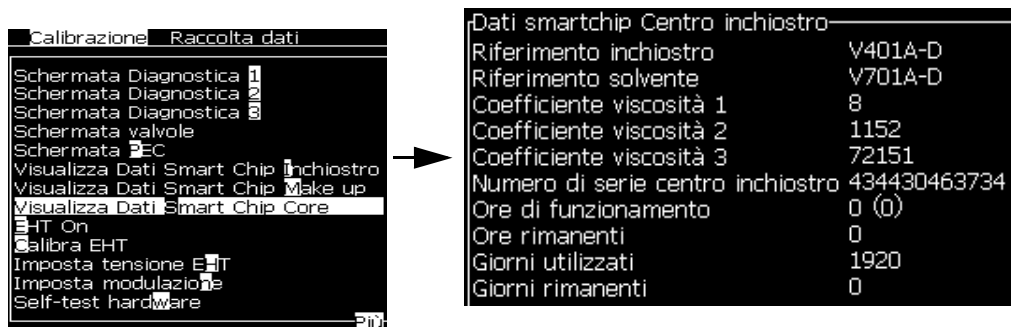 Calibrazione Raccolta dati
Schermata Diagnostica 1
Schermata Diagnostica 2
Schermata Diagnostica 3
Schermata valvole
Schermata PEC
Visualizza Dati Smart Chip Inchiostro
Visualizza Dati Smart Chip Make up
Visualizza Dati Smart Chip Core
EHT On
Calibra EHT
Imposta tensione EHT
Imposta modulazione
Self-test hardware
Più
Dati smartchip Centro inchiostro
Riferimento inchiostro V401A-D
Riferimento solvente V701A-D
Coefficiente viscosità 1 8
Coefficiente viscosità 2 1152
Coefficiente viscosità 3 72151
Numero di serie centro inchiostro 434430463734
Ore di funzionamento 0 (0)
Ore rimanenti 0
Giorni utilizzati 1920
Giorni rimanenti 0